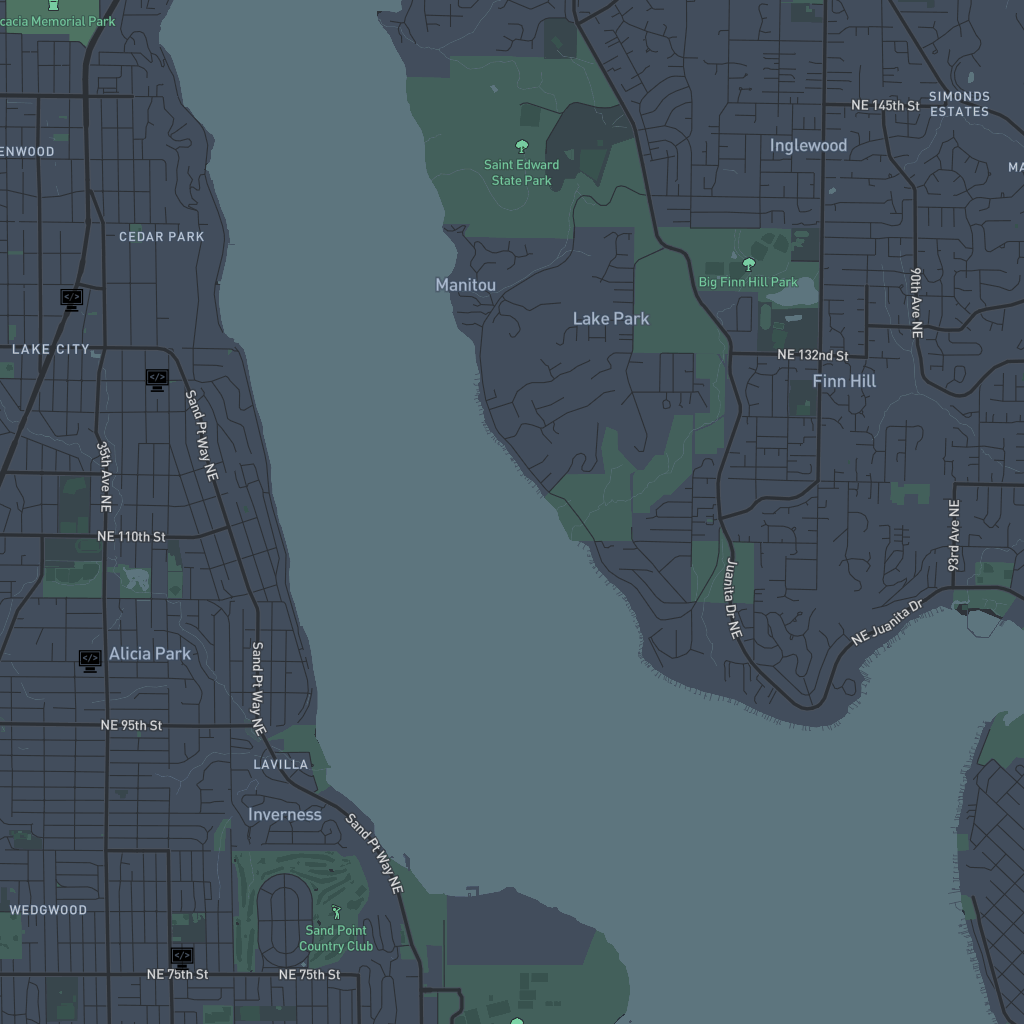 cacia Memorial Park
NE 145th St
SIMONDS
ESTATES
Inglewood
ENWOOD
Saint Edward
State Park
MA
CEDAR PARK
Big Finn Hill Park
Manitou
</>
90th Ave NE
Lake Park
LAKE CITY
NE 132nd St
</>
Finn Hill
Sand Pt Way NE
35th Ave NE
NE 110th St
93rd Ave NE
Juanita Dr NE
NE Juanita Dr
</>
Alicia Park
Sand Pt Way NE
NE 95th St
LAVILLA
Inverness
Sand Pt Way NE
WEDGWOOD
Sand Point
Country Club
</>
NE 75th St
NE 75th St